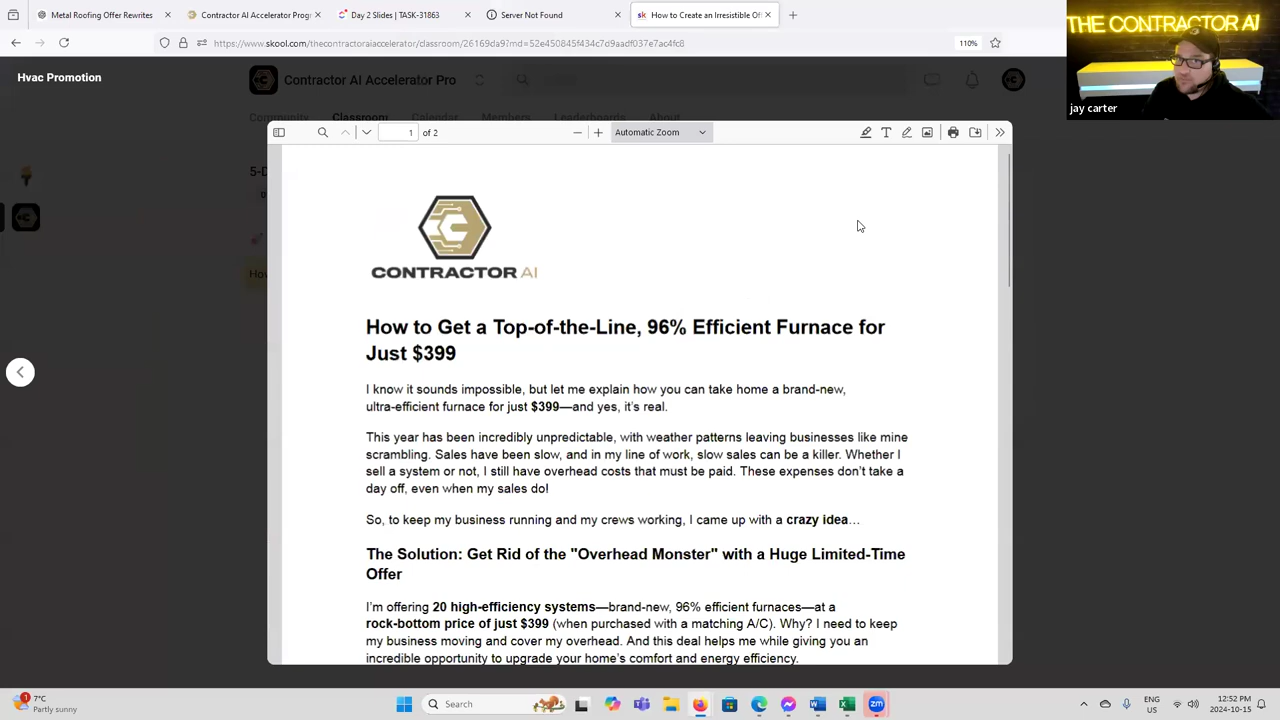 Metal Roofing Offer Rewrites
Contractor AI Accelerator Prog
Day 2 Slides | TASK-31863
Server Not Found
How to Create an Irresistible Of
https://www.skool.com/thecontractoraiaccelerator/classroom/26169da9?md=52e450845f434c7d9aadf037e7ac4fc8
110%
THE CONTRACTOR AI
jay carter
Hvac Promotion
Contractor AI Accelerator Pro
Community Classroom Calendar Members Leaderboards About
1 of 2
Automatic Zoom
5-D
How
CONTRACTOR AI
How to Get a Top-of-the-Line, 96% Efficient Furnace for
Just $399
I know it sounds impossible, but let me explain how you can take home a brand-new,
ultra-efficient furnace for just $399—and yes, it's real.
This year has been incredibly unpredictable, with weather patterns leaving businesses like mine
scrambling. Sales have been slow, and in my line of work, slow sales can be a killer. Whether I
sell a system or not, I still have overhead costs that must be paid. These expenses don't take a
day off, even when my sales do!
So, to keep my business running and my crews working, I came up with a crazy idea…
The Solution: Get Rid of the "Overhead Monster" with a Huge Limited-Time
Offer
I'm offering 20 high-efficiency systems—brand-new, 96% efficient furnaces—at a
rock-bottom price of just $399 (when purchased with a matching A/C). Why? I need to keep
my business moving and cover my overhead. And this deal helps me while giving you an
incredible opportunity to upgrade your home's comfort and energy efficiency.
1
7°C
Partly sunny
Search
zm
ENG
US
12:52 PM
2024-10-15